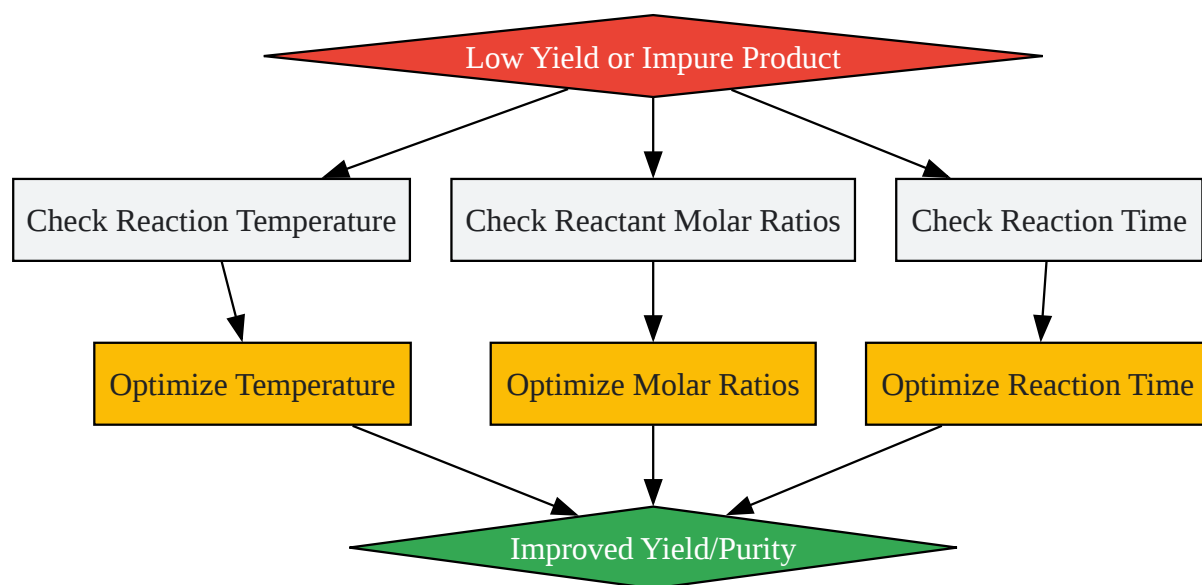 Low Yield or Impure Product
Check Reaction Temperature
Check Reactant Molar Ratios
Check Reaction Time
Optimize Temperature
Optimize Molar Ratios
Optimize Reaction Time
Improved Yield/Purity